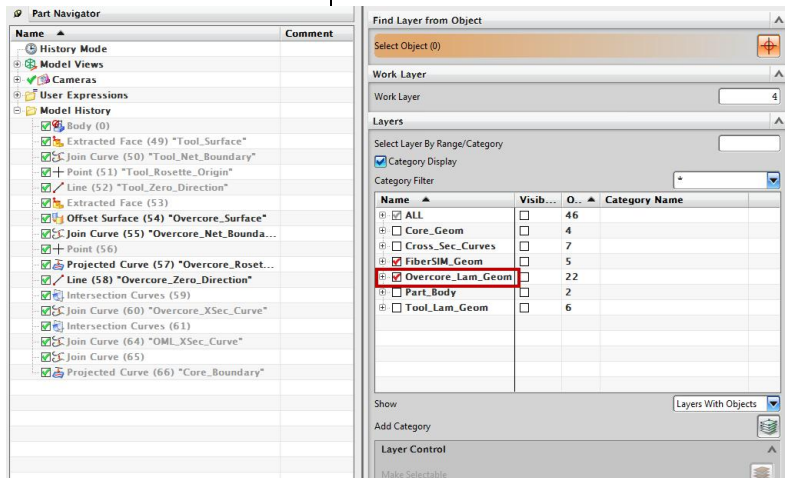 Part Navigator
Name Comment
History Mode
Model Views
Cameras
User Expressions
Model History
Body (0)
Extracted Face (49) "Tool_Surface"
Join Curve (50) "Tool_Net_Boundary"
Point (51) "Tool_Rosette_Origin"
Line (52) "Tool_Zero_Direction"
Extracted Face (53)
Offset Surface (54) "Overcore_Surface"
Join Curve (55) "Overcore_Net_Bounda...
Point (56)
Projected Curve (57) "Overcore_Roset...
Line (58) "Overcore_Zero_Direction"
Intersection Curves (59)
Join Curve (60) "Overcore_XSec_Curve"
Intersection Curves (61)
Join Curve (64) "OML_XSec_Curve"
Join Curve (65)
Projected Curve (66) "Core_Boundary"
Find Layer from Object
Select Object (0)
Work Layer
Work Layer 4
Layers
Select Layer By Range/Category
Category Display
Category Filter *
Name Visib... O.. Category Name
ALL 46
Core_Geom 4
Cross_Sec_Curves 7
FiberSIM_Geom 5
Overcore_Lam_Geom 22
Part_Body 2
Tool_Lam_Geom 6
Show Layers With Objects
Add Category
Layer Control
Make Selectable